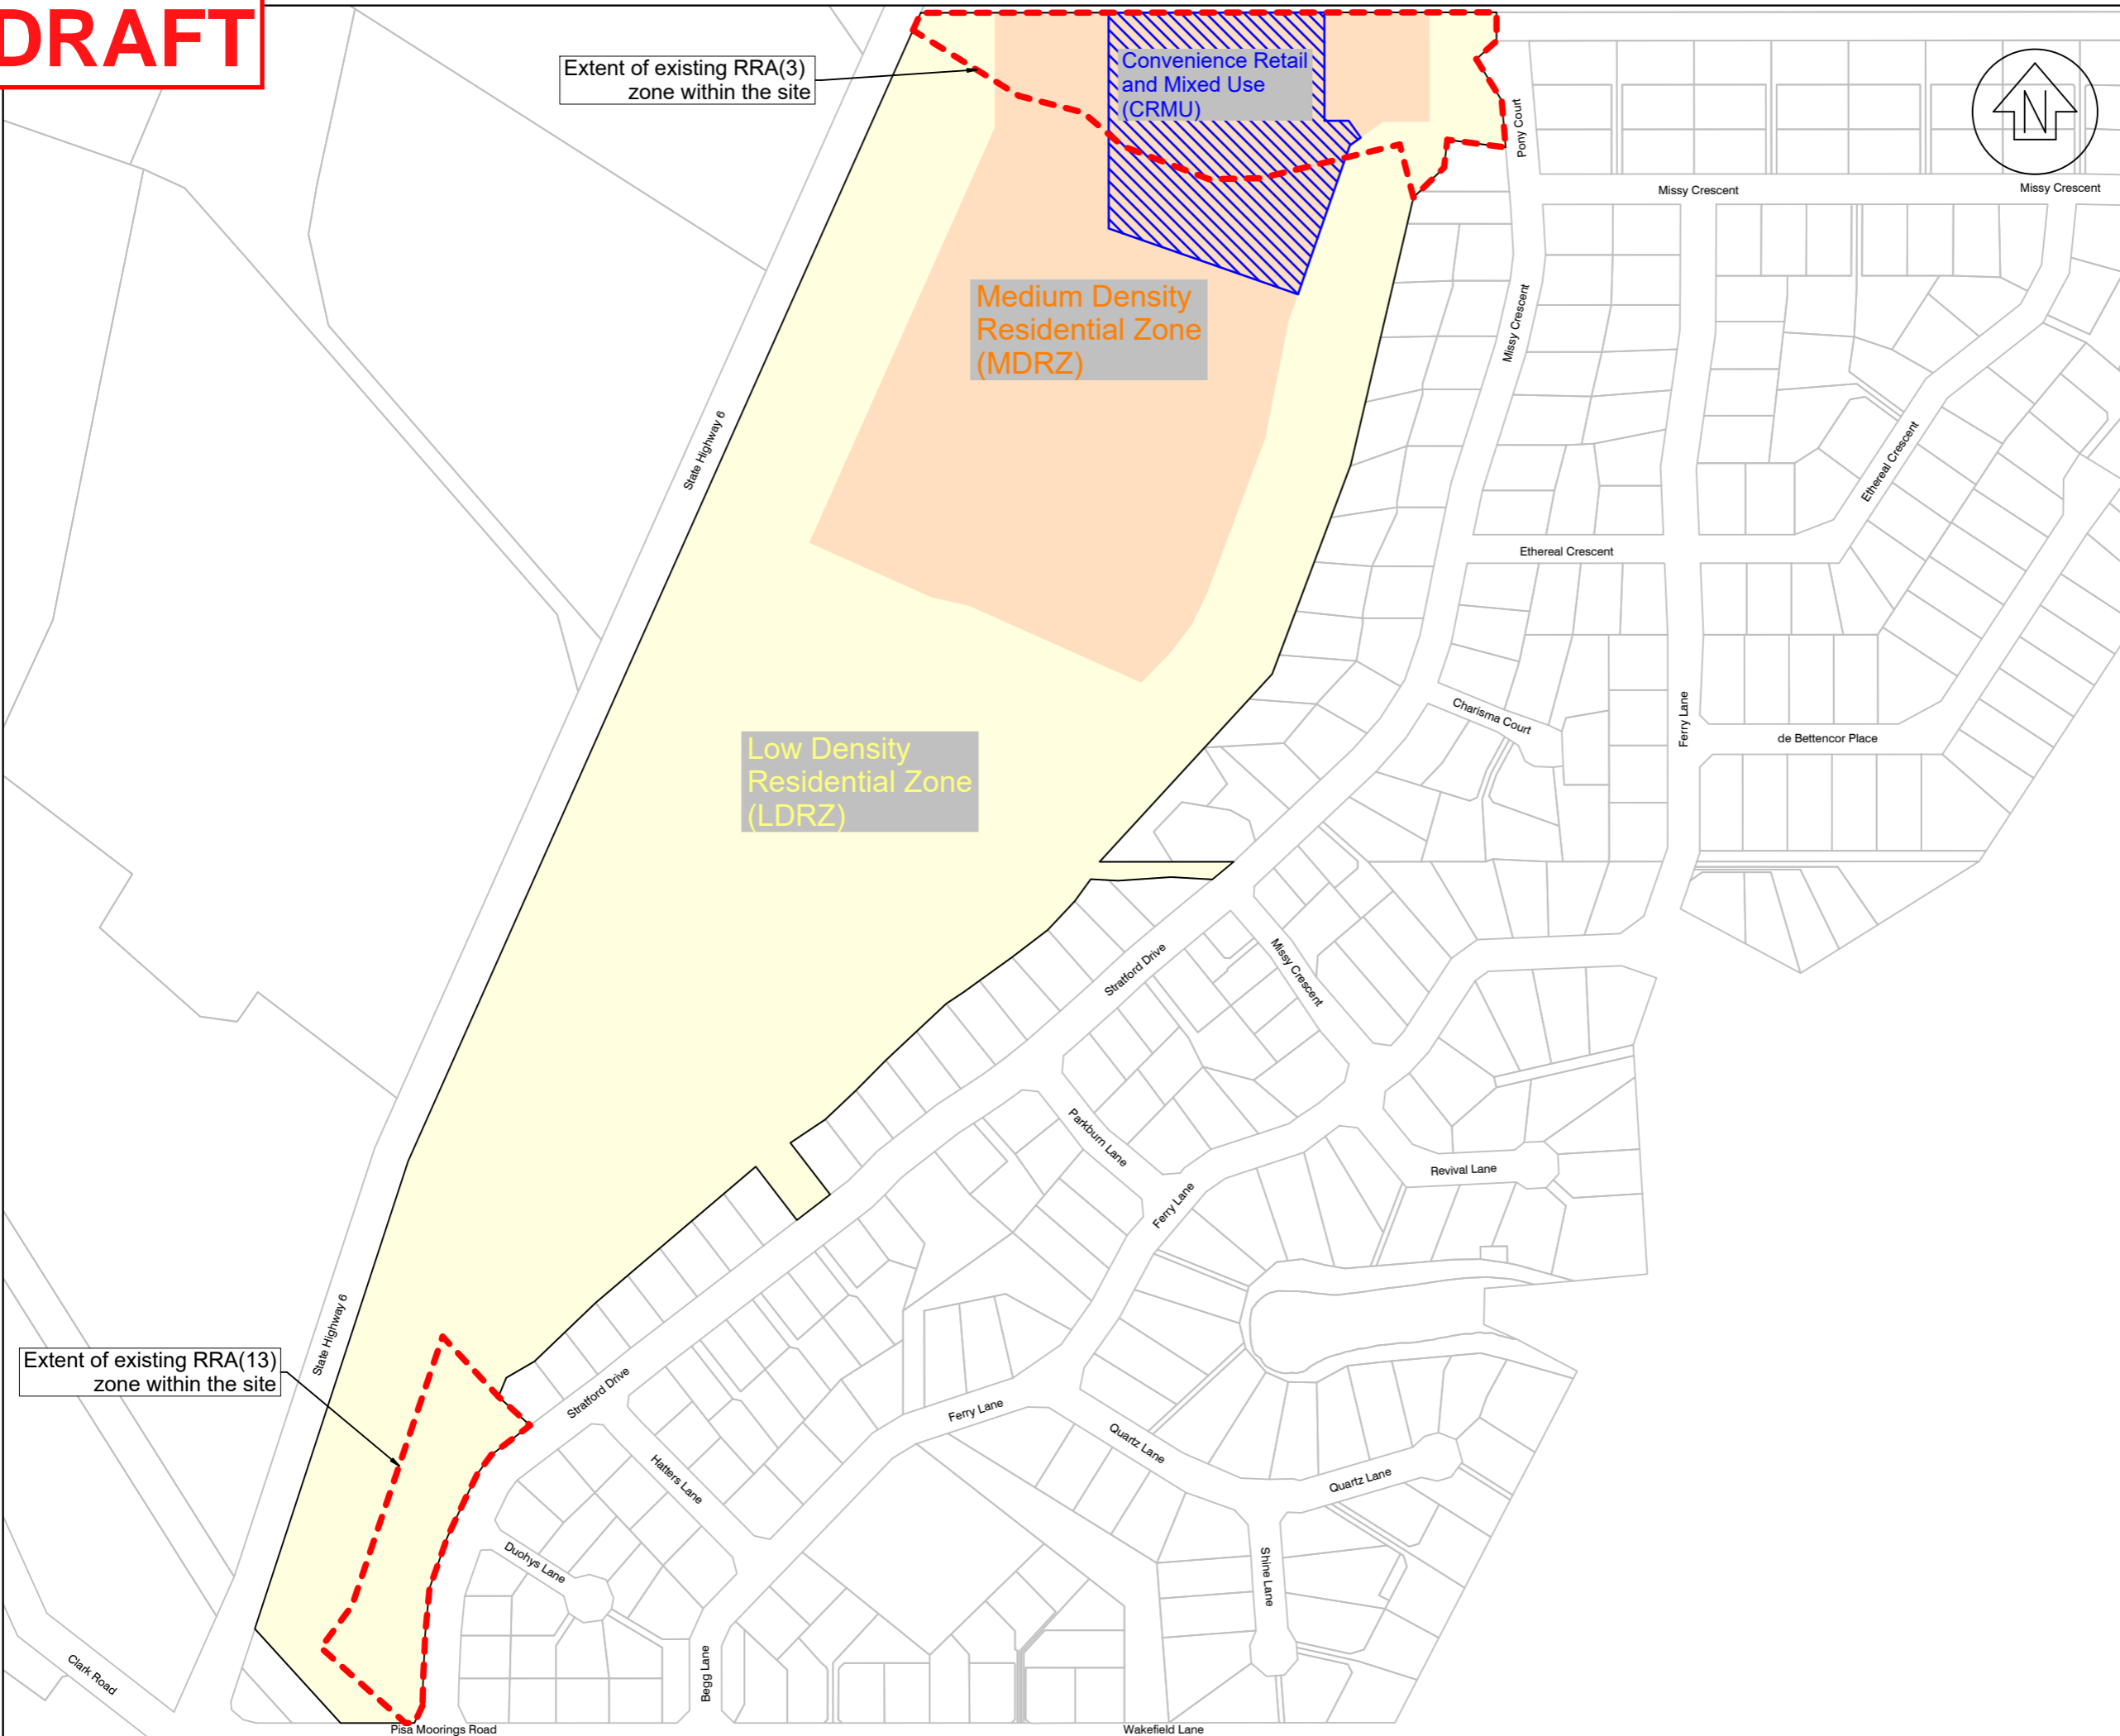 DRAFT
Extent of existing RRA(3)
zone within the site
Convenience Retail
and Mixed Use
(CRMU)
N
Pony Court
Missy Crescent
Missy Crescent
Medium Density
Residential Zone
(MDRZ)
Missy Crescent
State Highway 6
Ethereal Crescent
Ethereal Crescent
Charisma Court
Ferry Lane
de Bettencor Place
Low Density
Residential Zone
(LDRZ)
Stratford Drive
Missy Crescent
Parkburn Lane
Revival Lane
Ferry Lane
State Highway 6
Extent of existing RRA(13)
zone within the site
Stratford Drive
Ferry Lane
Quartz Lane
Hatters Lane
Quartz Lane
Duohys Lane
Shine Lane
Clark Road
Begg Lane
Pisa Moorings Road
Wakefield Lane